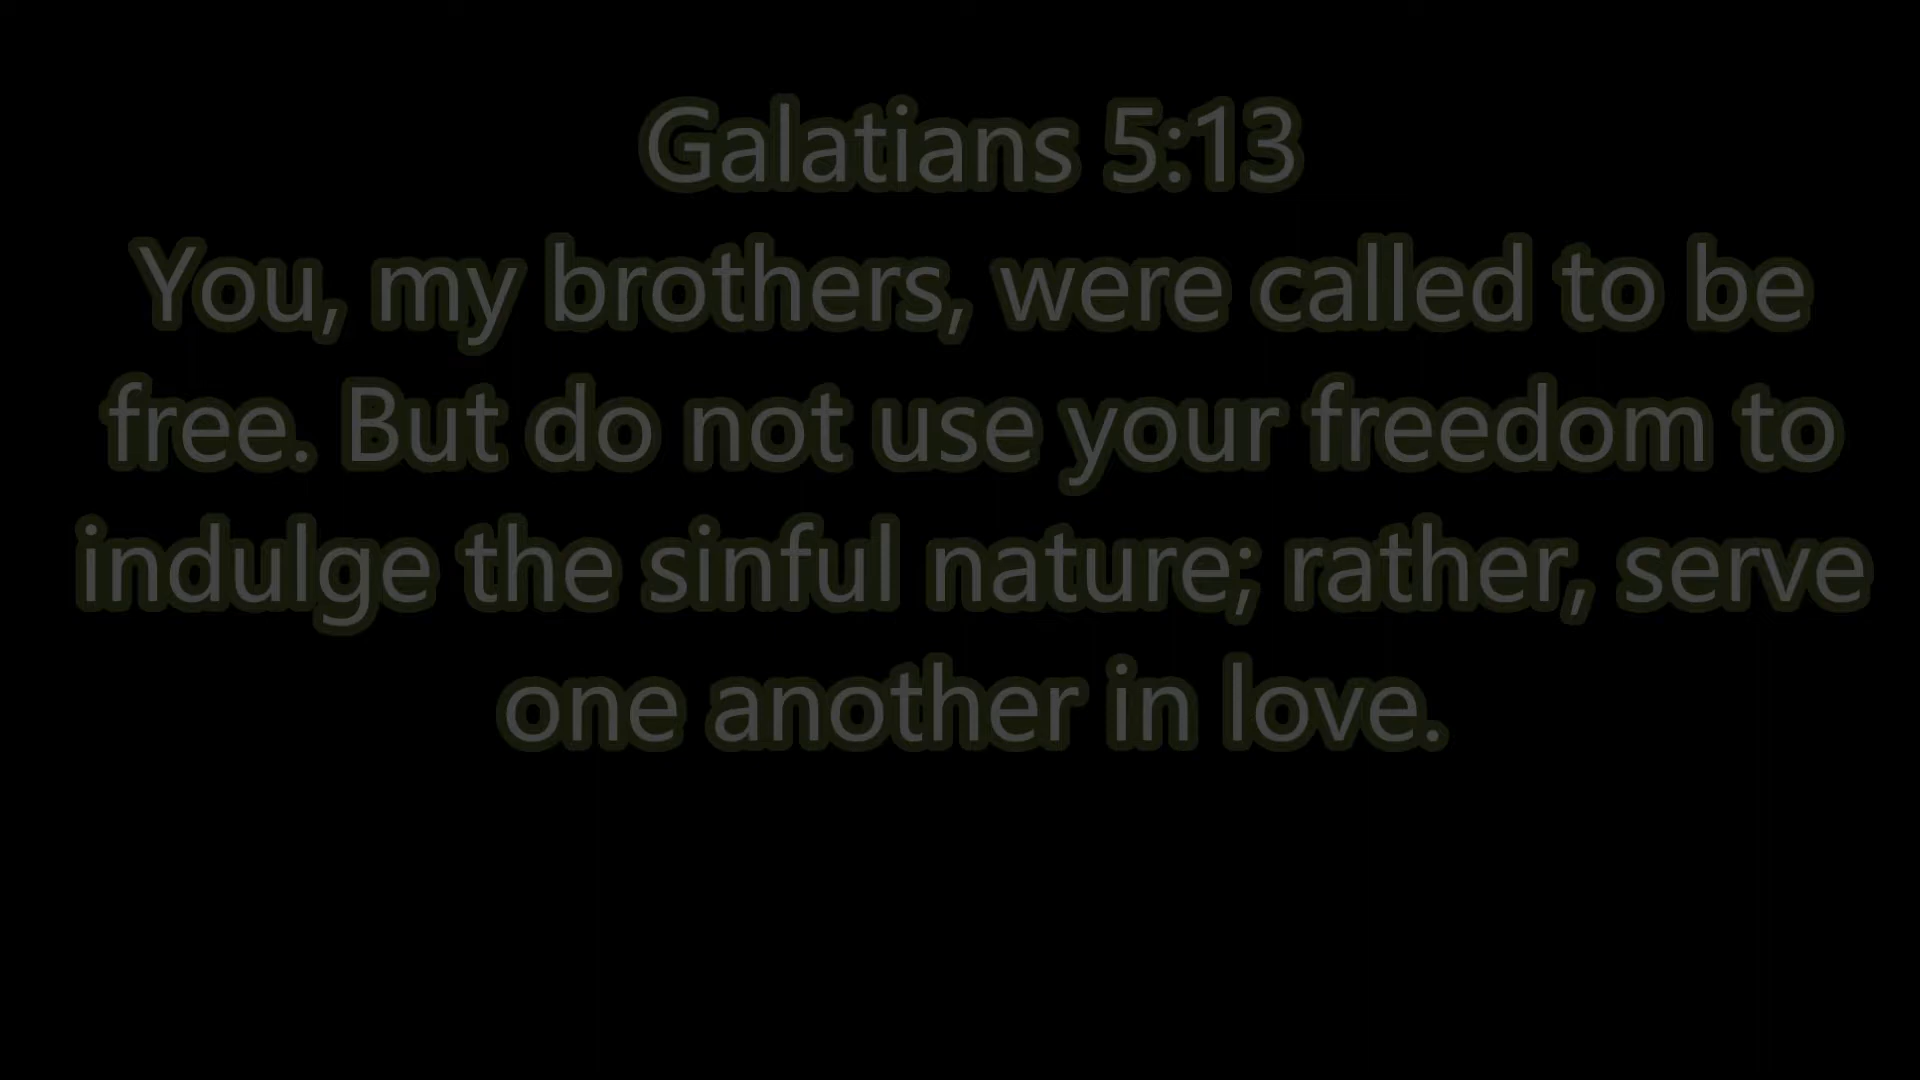 Galatians 5:13
You, my brothers, were called to be
free. But do not use your freedom to
indulge the sinful nature; rather, serve
one another in love.